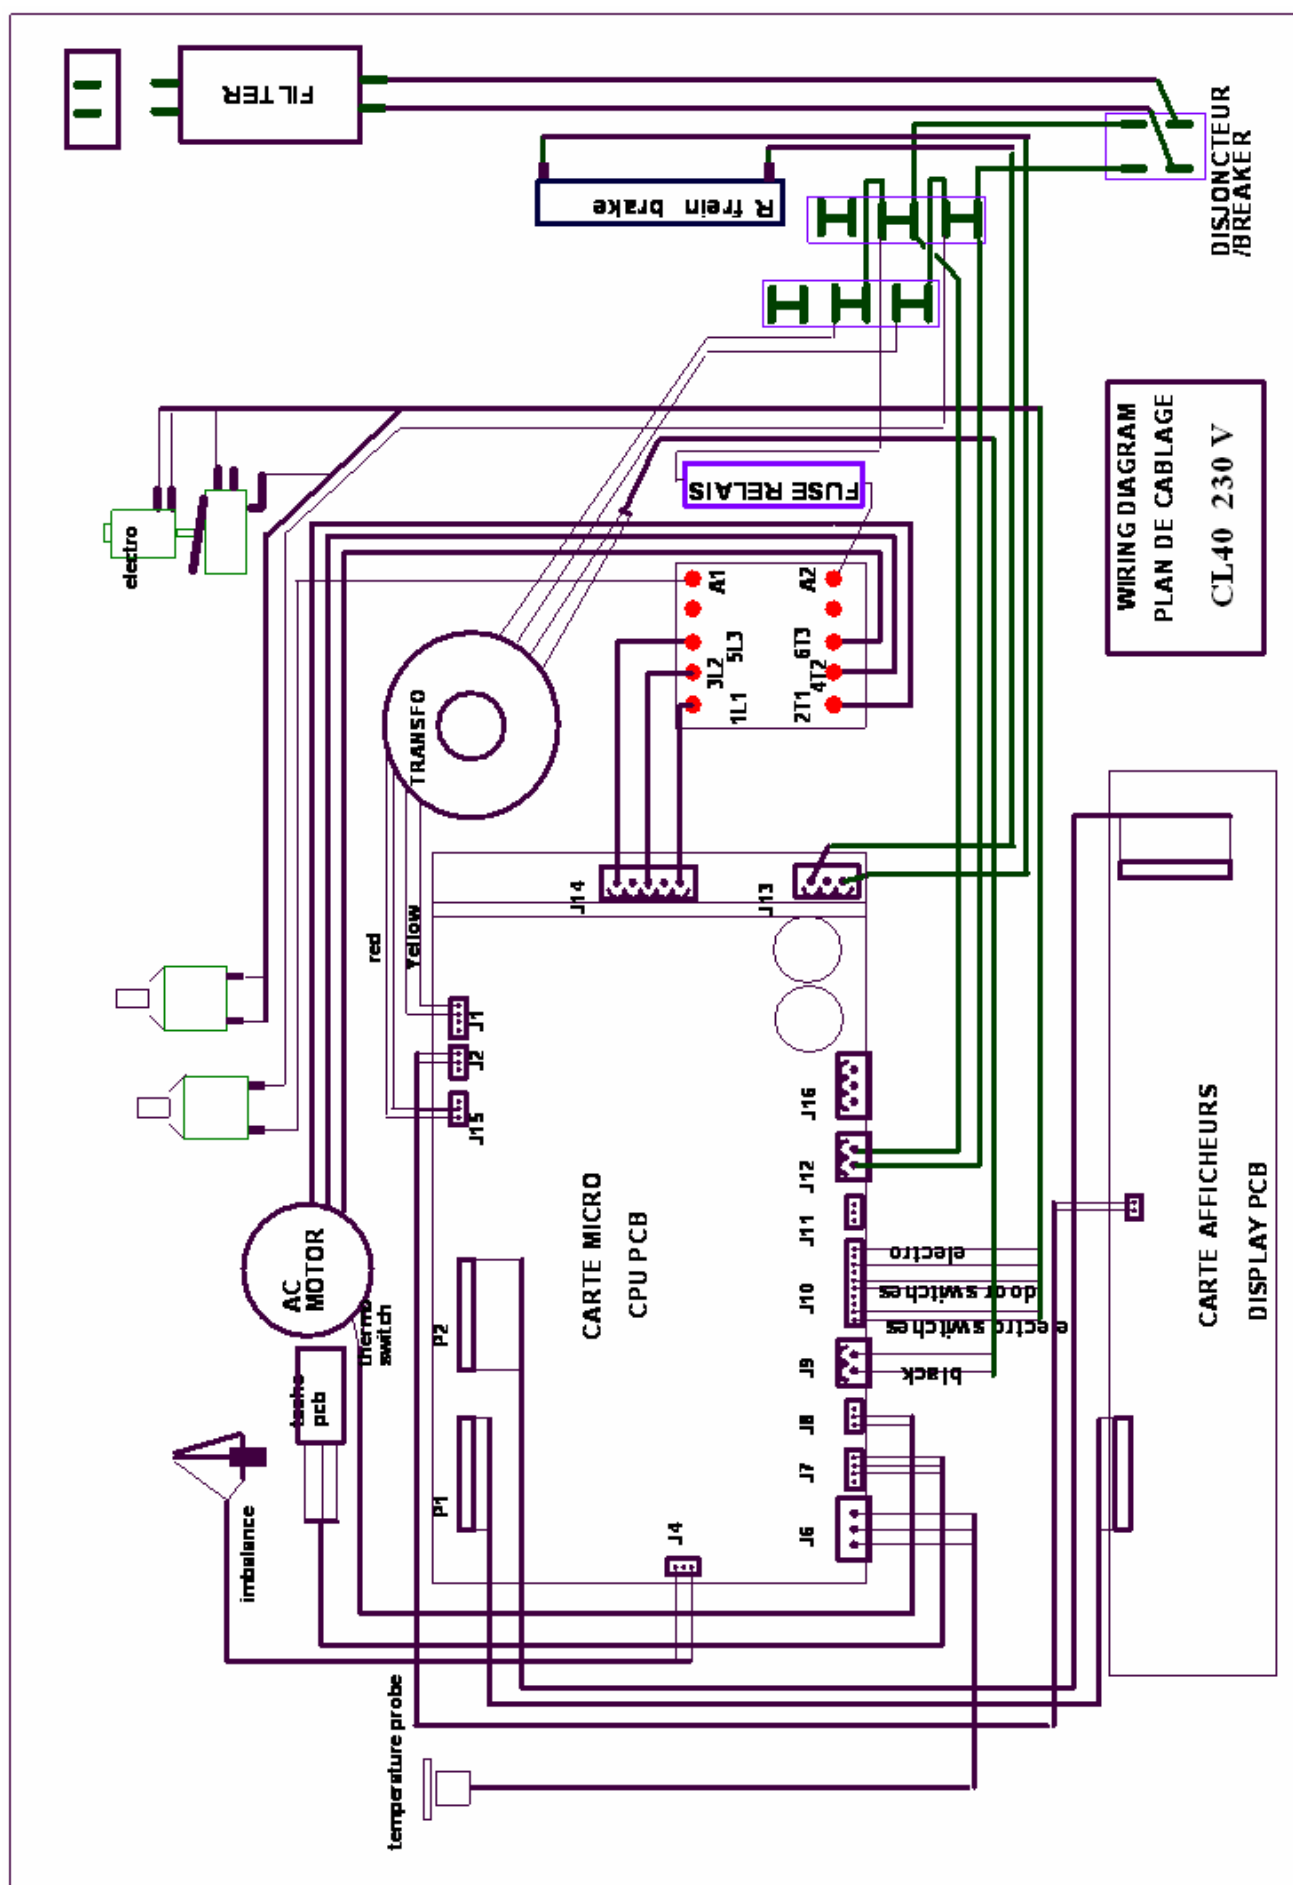 FILTER
R frein brake
DISJONCTEUR
/BREAKER
WIRING DIAGRAM
PLAN DE CABLAGE
CL40 230 V
electro
FUSE RELAIS
A1
A2
5L3
6T3
3L2
4T2
1L1
2T1
TRANSFO
red
Yellow
J14
J13
J1
J2
J15
J16
J12
J11
J10
J9
J8
J7
J6
J4
P2
P1
electro
door switches
electro switches
black
CARTE MICRO
CPU PCB
AC
MOTOR
thermo
switch
tacho
pcb
imbalance
temperature probe
CARTE AFFICHEURS
DISPLAY PCB